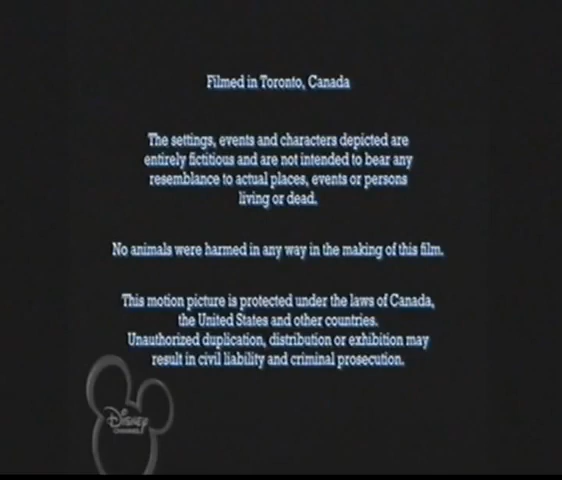 Filmed in Toronto, Canada
The settings, events and characters depicted are
entirely fictitious and are not intended to bear any
resemblance to actual places, events or persons
living or dead.
No animals were harmed in any way in the making of this film.
This motion picture is protected under the laws of Canada,
the United States and other countries.
Unauthorized duplication, distribution or exhibition may
result in civil liability and criminal prosecution.
Disney
CHANNEL